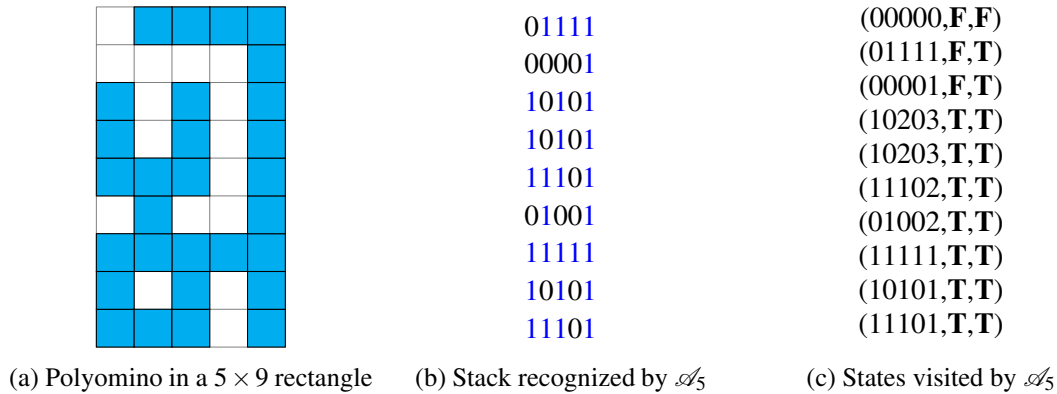 01111
00001
10101
10101
11101
01001
11111
10101
11101
(00000,F,F)
(01111,F,T)
(00001,F,T)
(10203,T,T)
(10203,T,T)
(11102,T,T)
(01002,T,T)
(11111,T,T)
(10101,T,T)
(11101,T,T)
(a) Polyomino in a 5 × 9 rectangle
(b) Stack recognized by 𝒜₅
(c) States visited by 𝒜₅